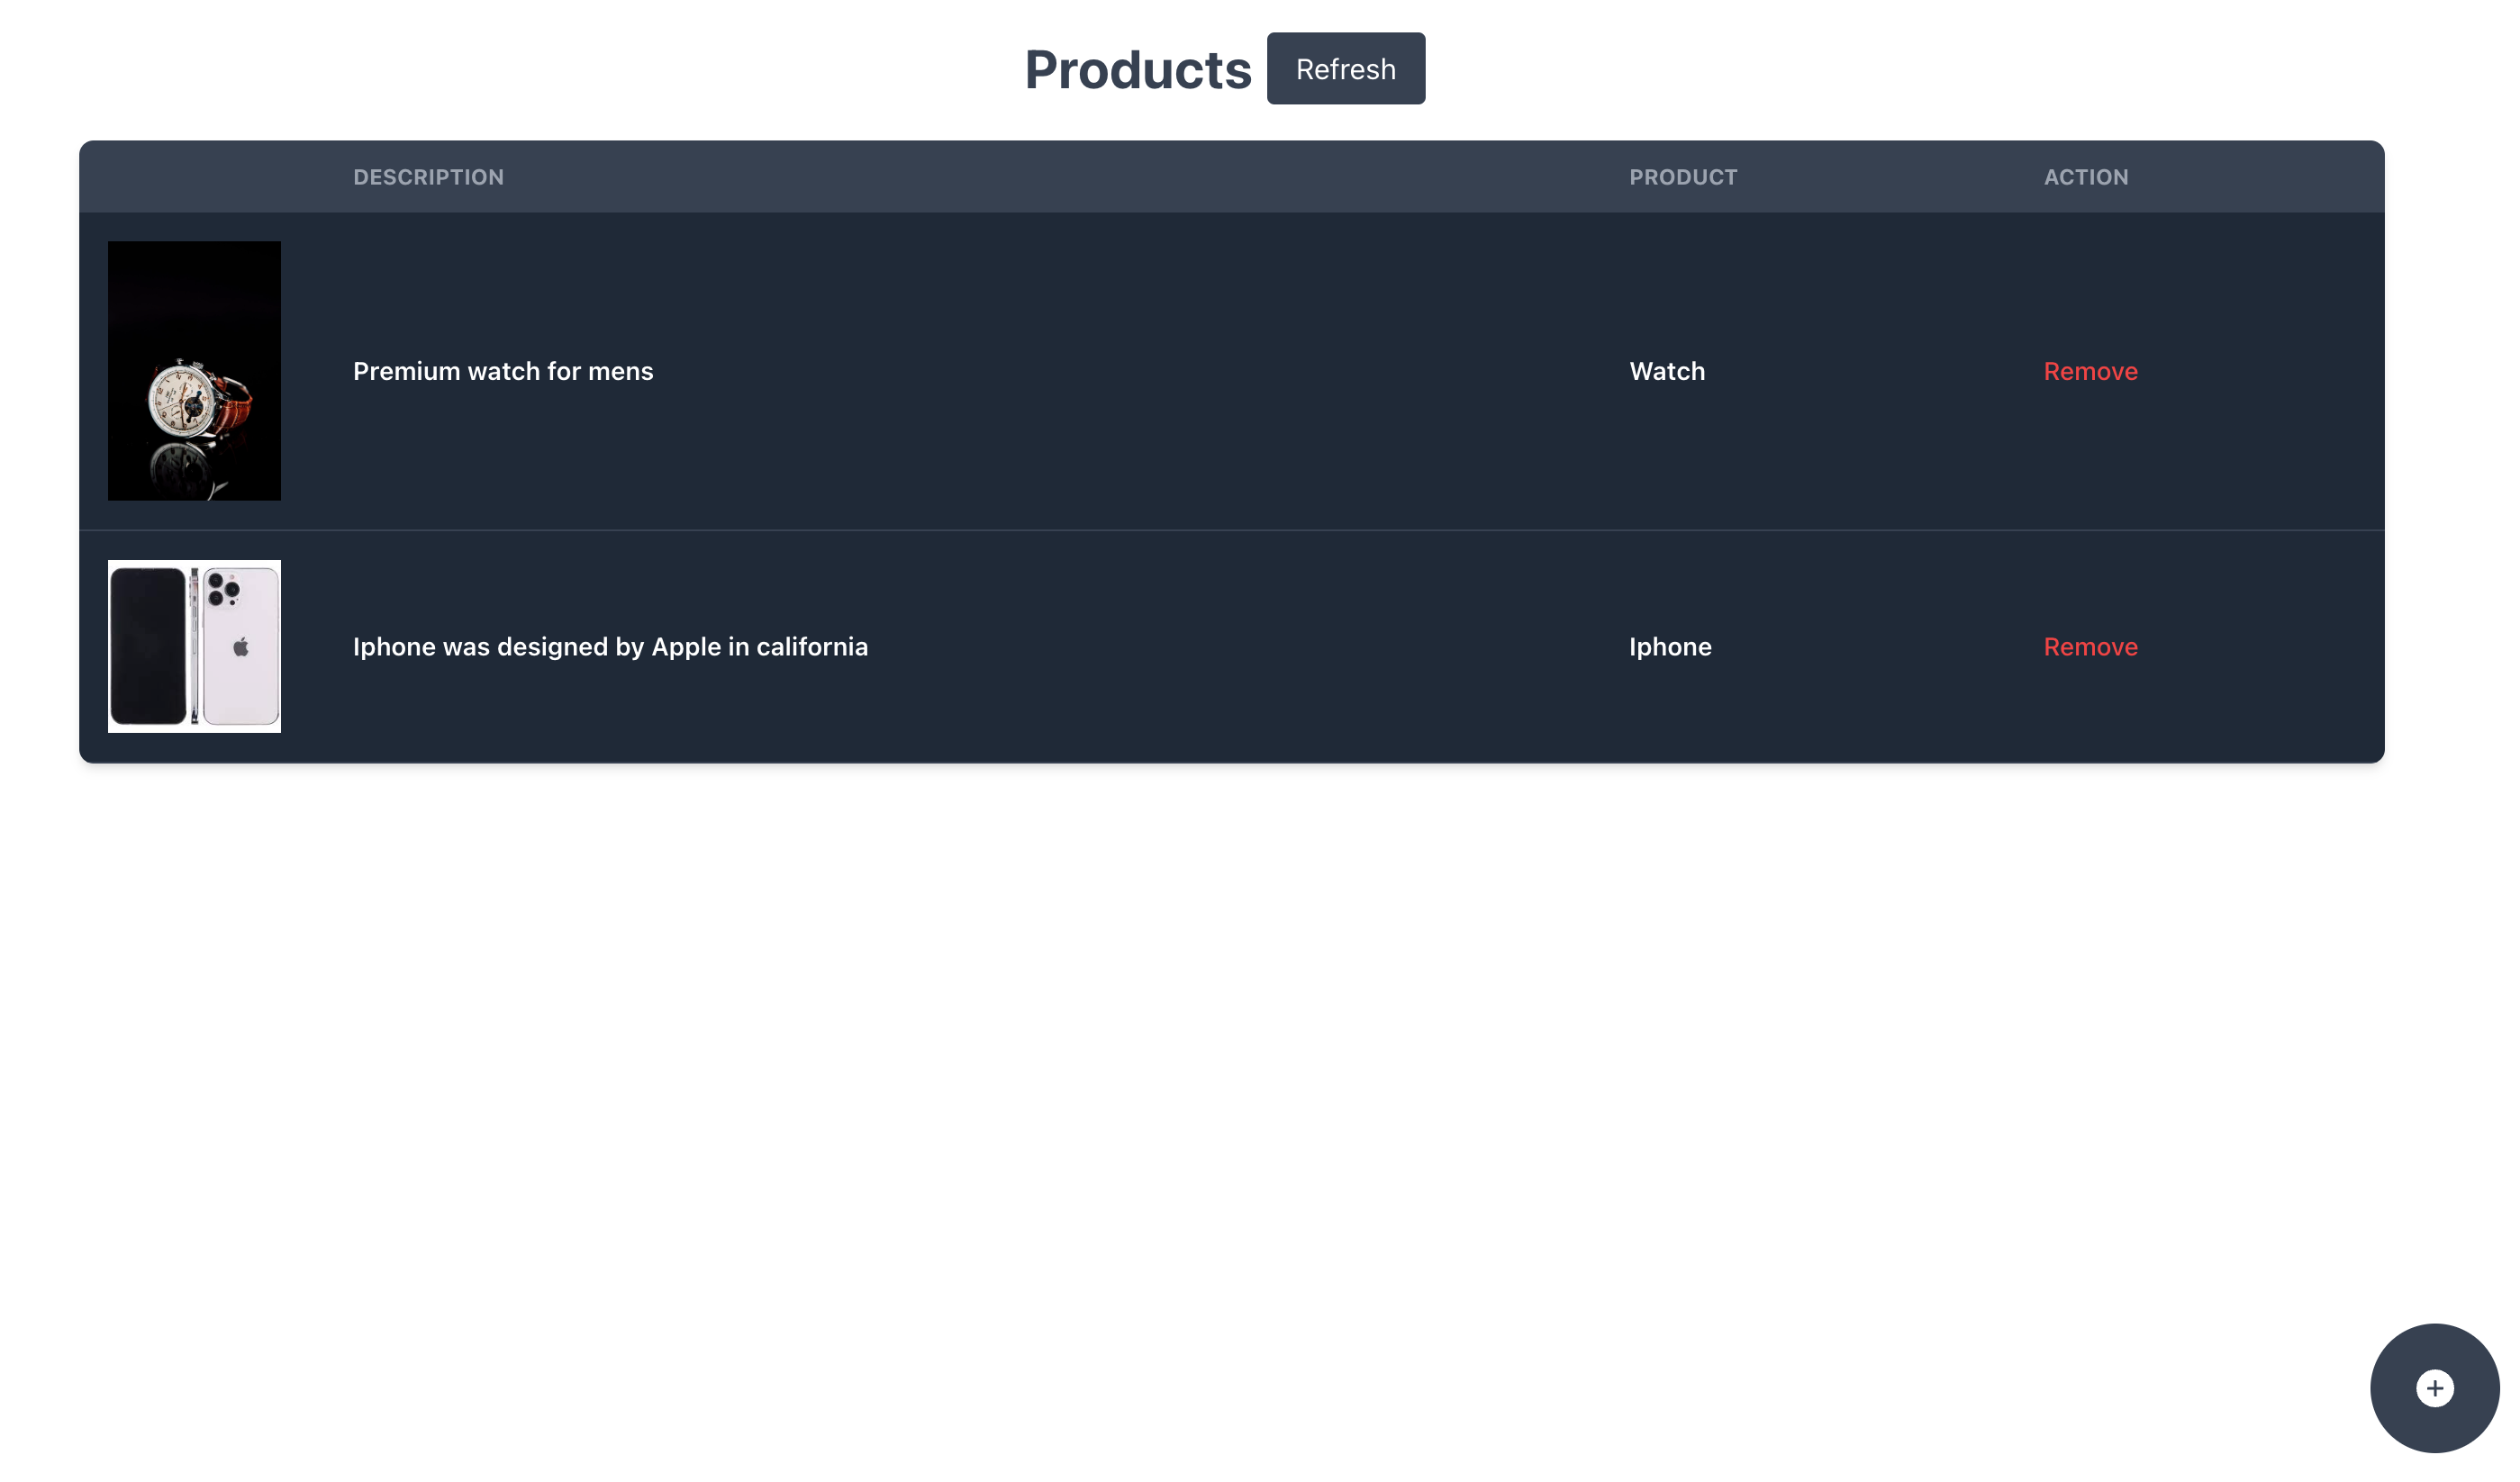 Products Refresh
DESCRIPTION PRODUCT ACTION
Premium watch for mens Watch Remove
Iphone was designed by Apple in california Iphone Remove